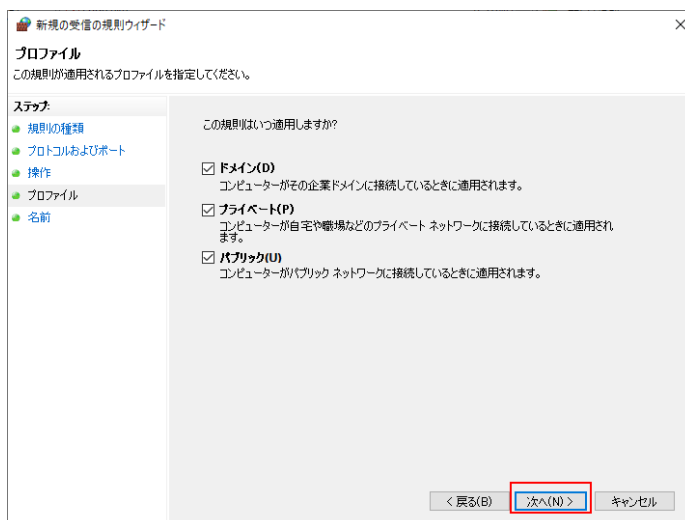 新規の受信の規則ウィザード
プロファイル
この規則が適用されるプロファイルを指定してください。
ステップ:
規則の種類
プロトコルおよびポート
操作
プロファイル
名前
この規則はいつ適用しますか?
ドメイン(D)
コンピューターがその企業ドメインに接続しているときに適用されます。
プライベート(P)
コンピューターが自宅や職場などのプライベート ネットワークに接続しているときに適用され
ます。
パブリック(U)
コンピューターがパブリック ネットワークに接続しているときに適用されます。
< 戻る(B)
次へ(N) >
キャンセル